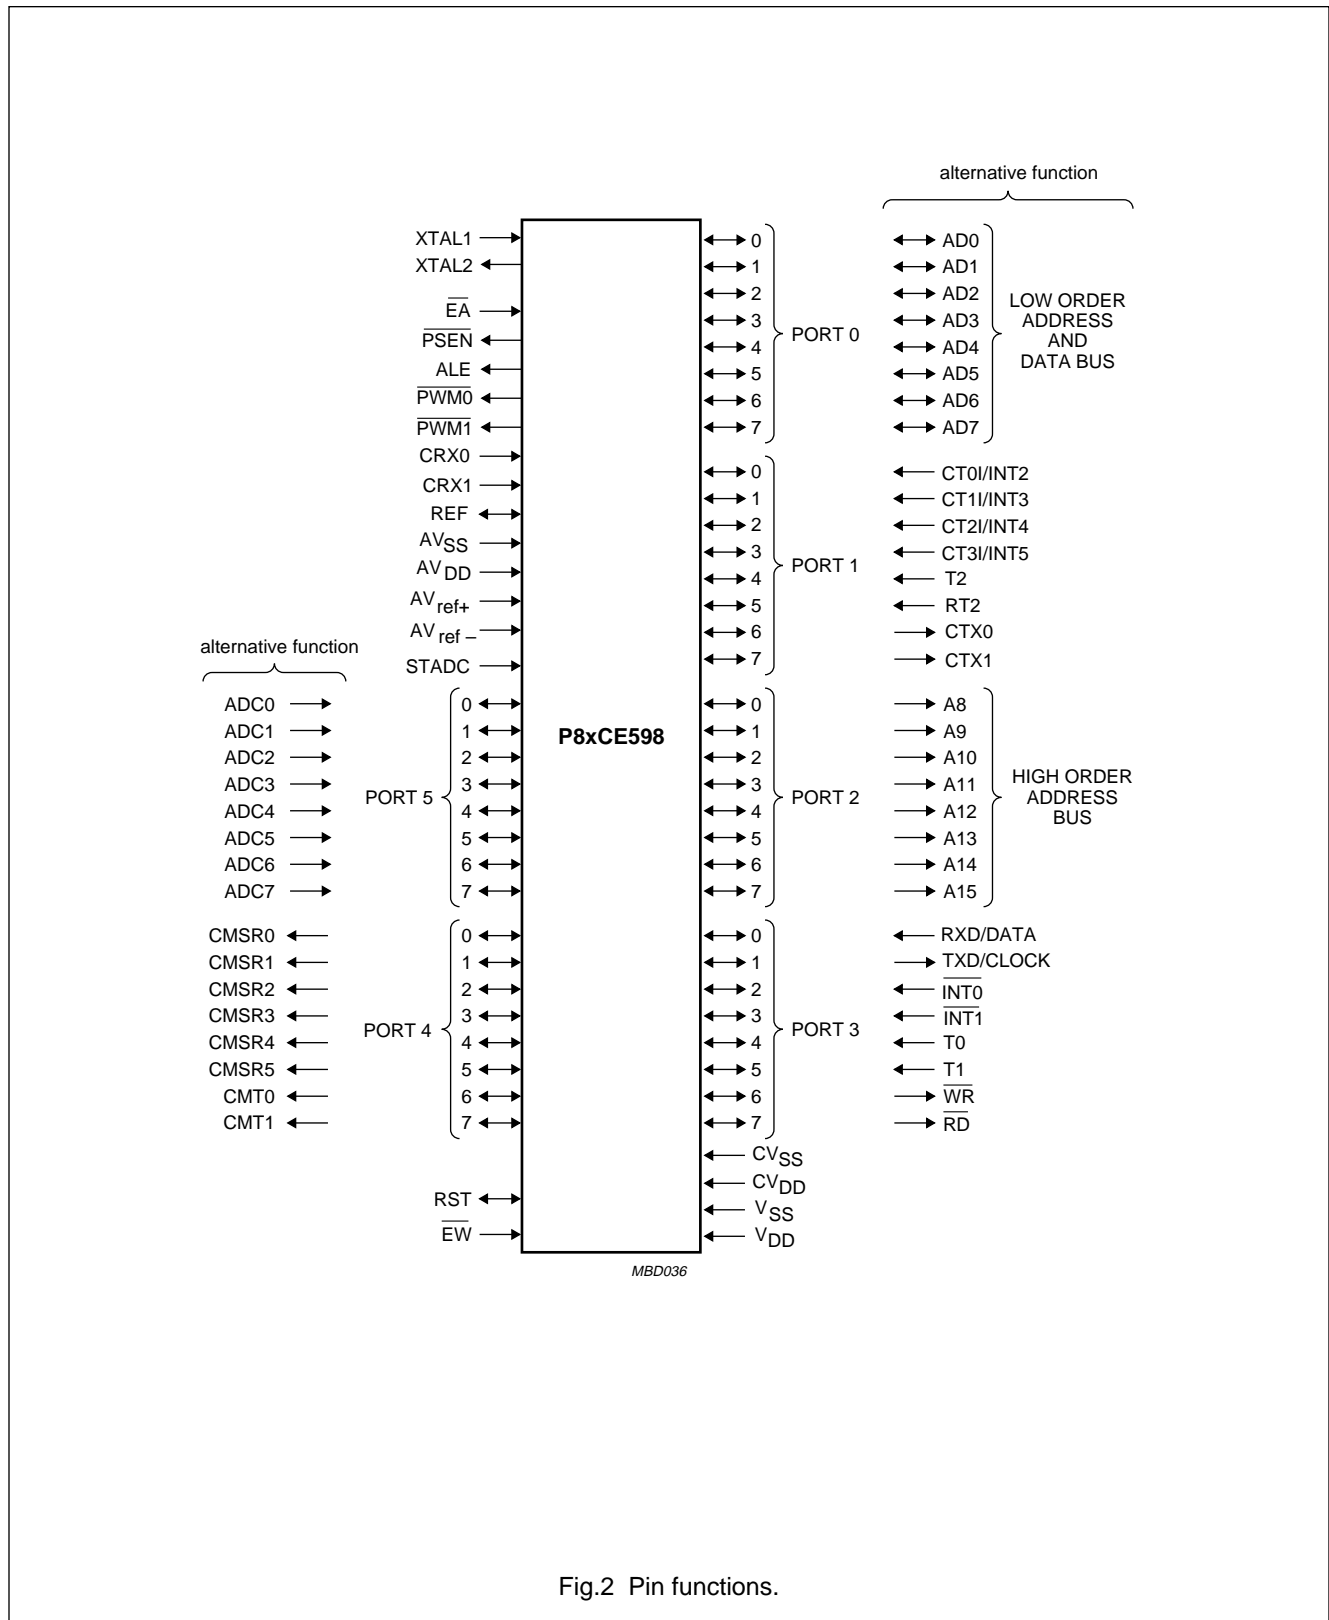 alternative function
XTAL1
XTAL2
EA
PSEN
ALE
PWM0
PWM1
CRX0
CRX1
REF
AVSS
AVDD
AVref+
AVref –
STADC
alternative function
ADC0 0
ADC1 1
ADC2 2
ADC3 3
ADC4 4
ADC5 5
ADC6 6
ADC7 7
PORT 5
CMSR0 0
CMSR1 1
CMSR2 2
CMSR3 3
CMSR4 4
CMSR5 5
CMT0 6
CMT1 7
PORT 4
RST
EW
P8xCE598
0 AD0
1 AD1
2 AD2
3 AD3
4 AD4
5 AD5
6 AD6
7 AD7
PORT 0
LOW ORDER
ADDRESS
AND
DATA BUS
0 CT0I/INT2
1 CT1I/INT3
2 CT2I/INT4
3 CT3I/INT5
4 T2
5 RT2
6 CTX0
7 CTX1
PORT 1
0 A8
1 A9
2 A10
3 A11
4 A12
5 A13
6 A14
7 A15
PORT 2
HIGH ORDER
ADDRESS
BUS
0 RXD/DATA
1 TXD/CLOCK
2 INT0
3 INT1
4 T0
5 T1
6 WR
7 RD
PORT 3
CVSS
CVDD
VSS
VDD
MBD036
Fig.2 Pin functions.